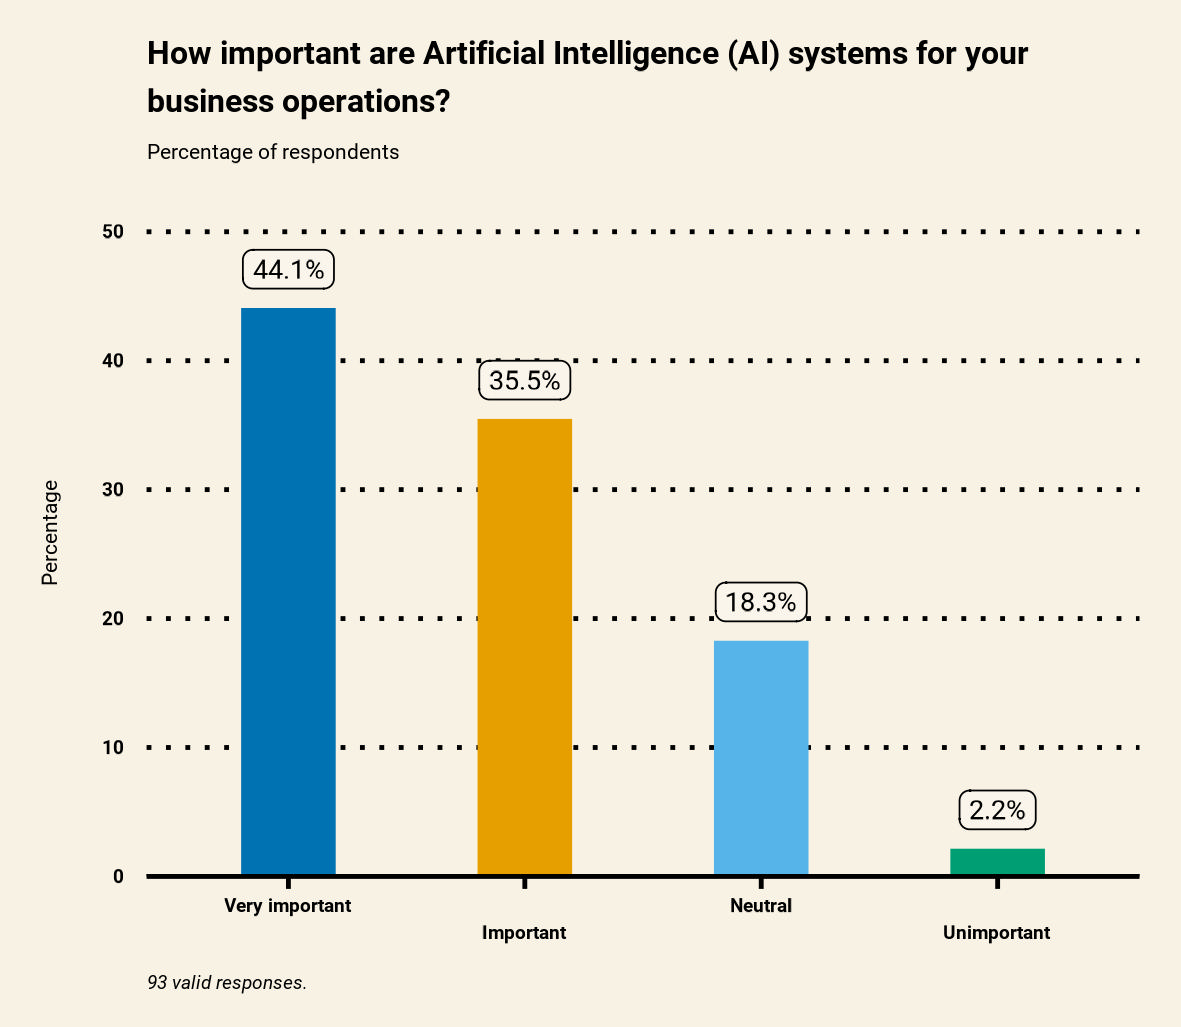 How important are Artificial Intelligence (AI) systems for your
business operations?
Percentage of respondents
Percentage
50
40
30
20
10
0
44.1%
35.5%
18.3%
2.2%
Very important
Important
Neutral
Unimportant
93 valid responses.